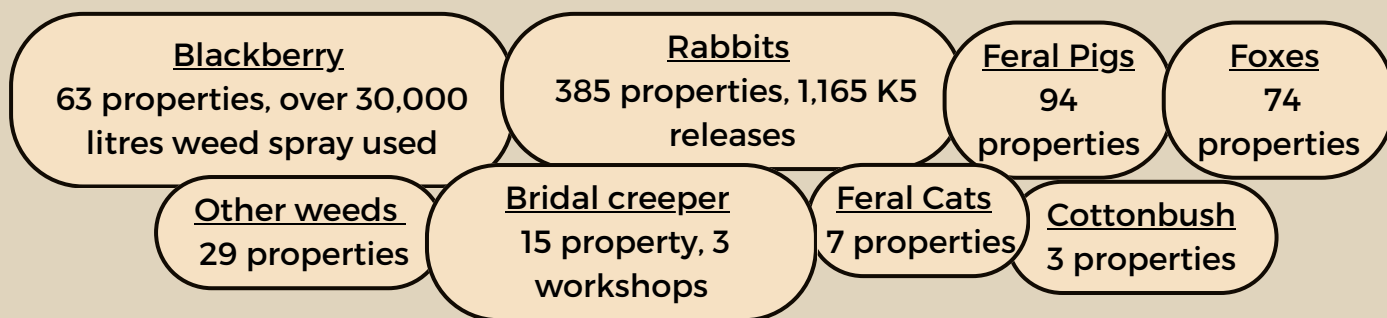 Blackberry
63 properties, over 30,000
litres weed spray used
Rabbits
385 properties, 1,165 K5
releases
Feral Pigs
94
properties
Foxes
74
properties
Other weeds
29 properties
Bridal creeper
15 property, 3
workshops
Feral Cats
7 properties
Cottonbush
3 properties